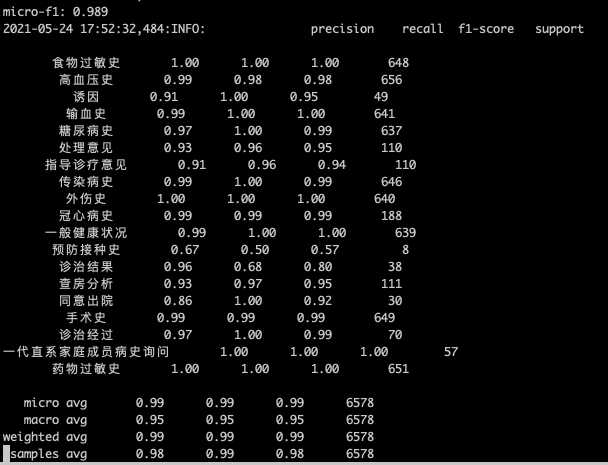 micro-f1: 0.989
2021-05-24 17:52:32,484:INFO: precision recall f1-score support
食物过敏史 1.00 1.00 1.00 648
高血压史 0.99 0.98 0.98 656
诱因 0.91 1.00 0.95 49
输血史 0.99 1.00 1.00 641
糖尿病史 0.97 1.00 0.99 637
处理意见 0.93 0.96 0.95 110
指导诊疗意见 0.91 0.96 0.94 110
传染病史 0.99 1.00 0.99 646
外伤史 1.00 1.00 1.00 640
冠心病史 0.99 0.99 0.99 188
一般健康状况 0.99 1.00 1.00 639
预防接种史 0.67 0.50 0.57 8
诊治结果 0.96 0.68 0.80 38
查房分析 0.93 0.97 0.95 111
同意出院 0.86 1.00 0.92 30
手术史 0.99 0.99 0.99 649
诊治经过 0.97 1.00 0.99 70
一代直系家庭成员病史询问 1.00 1.00 1.00 57
药物过敏史 1.00 1.00 1.00 651
micro avg 0.99 0.99 0.99 6578
macro avg 0.95 0.95 0.95 6578
weighted avg 0.99 0.99 0.99 6578
samples avg 0.98 0.99 0.99 6578